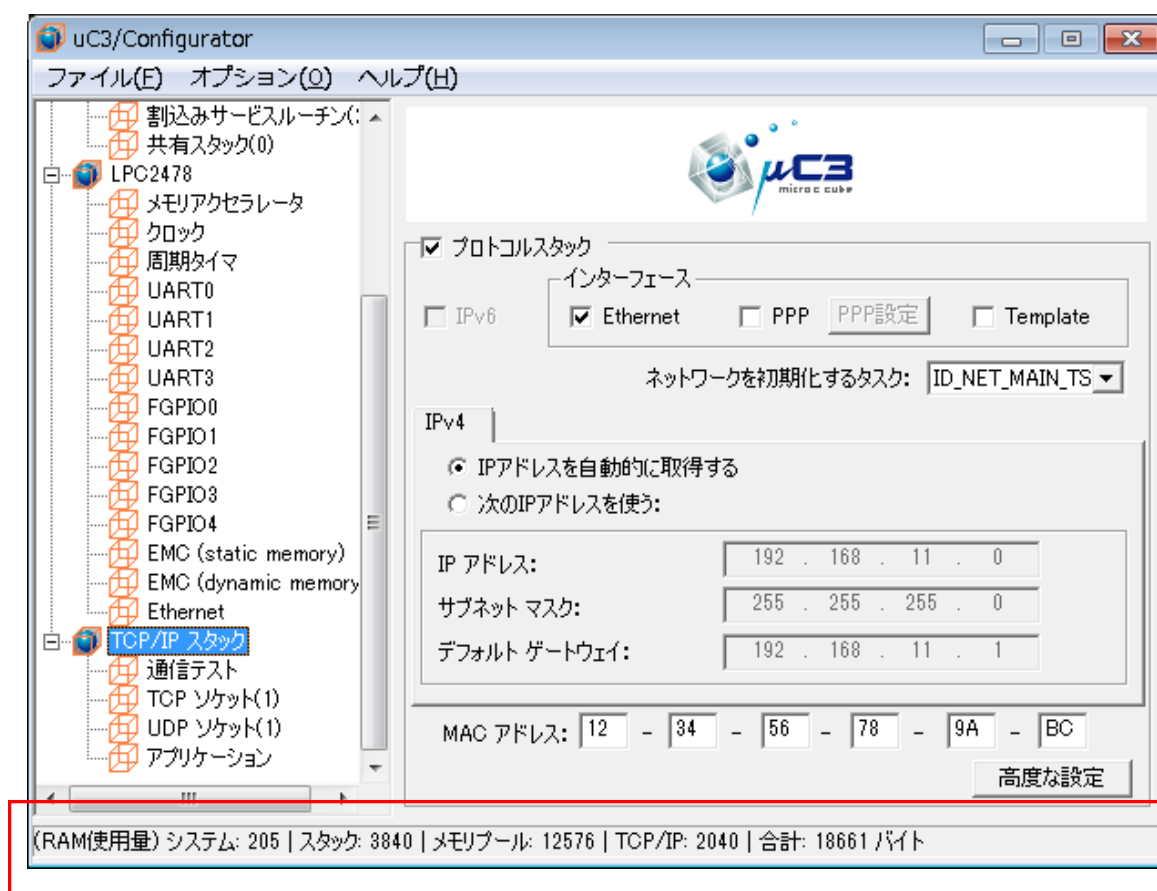 uC3/Configurator
ファイル(F) オプション(O) ヘルプ(H)
割込みサービスルーチン(
共有スタック(0)
LPC2478
メモリアクセラレータ
クロック
周期タイマ
UART0
UART1
UART2
UART3
FGPIO0
FGPIO1
FGPIO2
FGPIO3
FGPIO4
EMC (static memory)
EMC (dynamic memory
Ethernet
TCP/IP スタック
通信テスト
TCP ソケット(1)
UDP ソケット(1)
アプリケーション
μC3
micro c cube
プロトコルスタック
インターフェース
IPv6 Ethernet PPP PPP設定 Template
ネットワークを初期化するタスク: ID_NET_MAIN_TS
IPv4
IPアドレスを自動的に取得する
次のIPアドレスを使う:
IP アドレス: 192 . 168 . 11 . 0
サブネット マスク: 255 . 255 . 255 . 0
デフォルト ゲートウェイ: 192 . 168 . 11 . 1
MAC アドレス: 12 - 34 - 56 - 78 - 9A - BC
高度な設定
(RAM使用量) システム: 205 | スタック: 3840 | メモリプール: 12576 | TCP/IP: 2040 | 合計: 18661 バイト